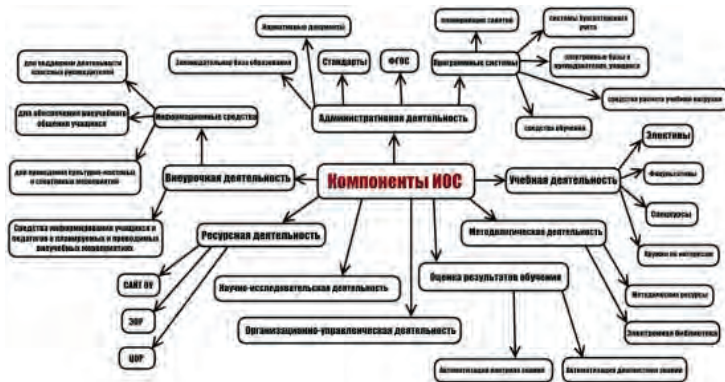 Нормативные документы
планирование занятий
системы бухгалтерского
учета
для поддержки деятельности
классных руководителей
Законодательная база образования
Стандарты
ФГОС
Программные системы
электронные базы о
преподавателях, учащихся
средства расчета учебной нагрузки
Информационные средства
для обеспечения внеучебного
общения учащихся
Административная деятельность
средства обучения
Элективы
для проведения культурно-массовых
и спортивных мероприятий
Внеурочная деятельность
Компоненты ИОС
Учебная деятельность
Факультативы
Спецкурсы
Средства информирования учащихся и
педагогов о планируемых и проводимых
внеучебных мероприятиях
Ресурсная деятельность
Методологическая деятельность
Кружки по интересам
САЙТ ОУ
Научно-исследовательская деятельность
Оценка результатов обучения
Методические ресурсы
ЭОР
Организационно-управленческая деятельность
Электронная библиотека
ЦОР
Автоматизация контроля знаний
Автоматизация диагностики знаний